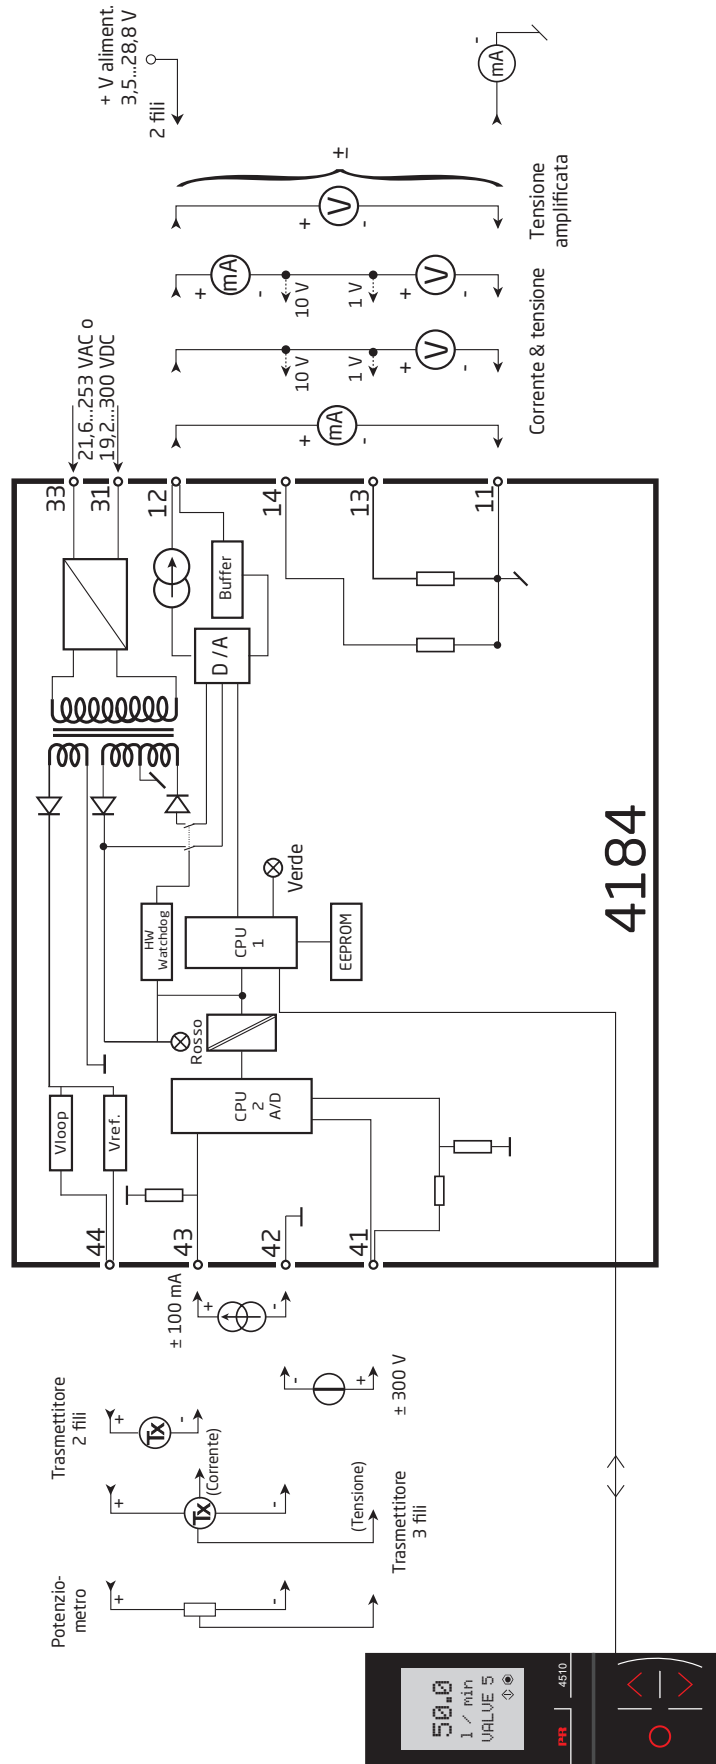 Potenzio-
metro
+
-
Trasmettitore
2 fili
+
-
Tx
+
-
Tx
(Corrente)
(Tensione)
Trasmettitore
3 fili
± 100 mA
+
-
-
+
± 300 V
44
43
42
41
Vloop
Vref.
CPU
2
A/D
Rosso
HW
Watchdog
CPU
1
EEPROM
Verde
D/A
Buffer
4184
33
31
12
14
13
11
21,6...253 VAC o
19,2...300 VDC
+
mA
-
10 V
1 V
+
V
-
+
mA
-
10 V
1 V
+
V
-
Corrente & tensione
+
V
-
Tensione
amplificata
±
+ V aliment.
3,5...28,8 V
2 fili
mA
-
50.0
l / min
VALVE 5
PR
4510